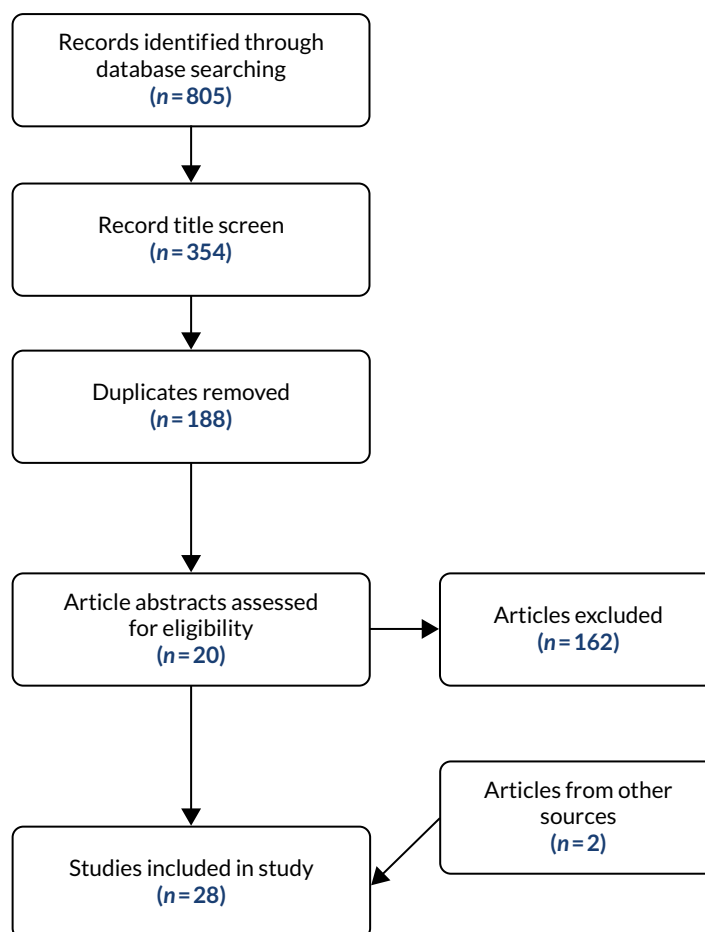 Records identified through
database searching
(n=805)
Record title screen
(n=354)
Duplicates removed
(n=188)
Article abstracts assessed
for eligibility
(n=20)
Articles excluded
(n=162)
Articles from other
sources
(n=2)
Studies included in study
(n=28)